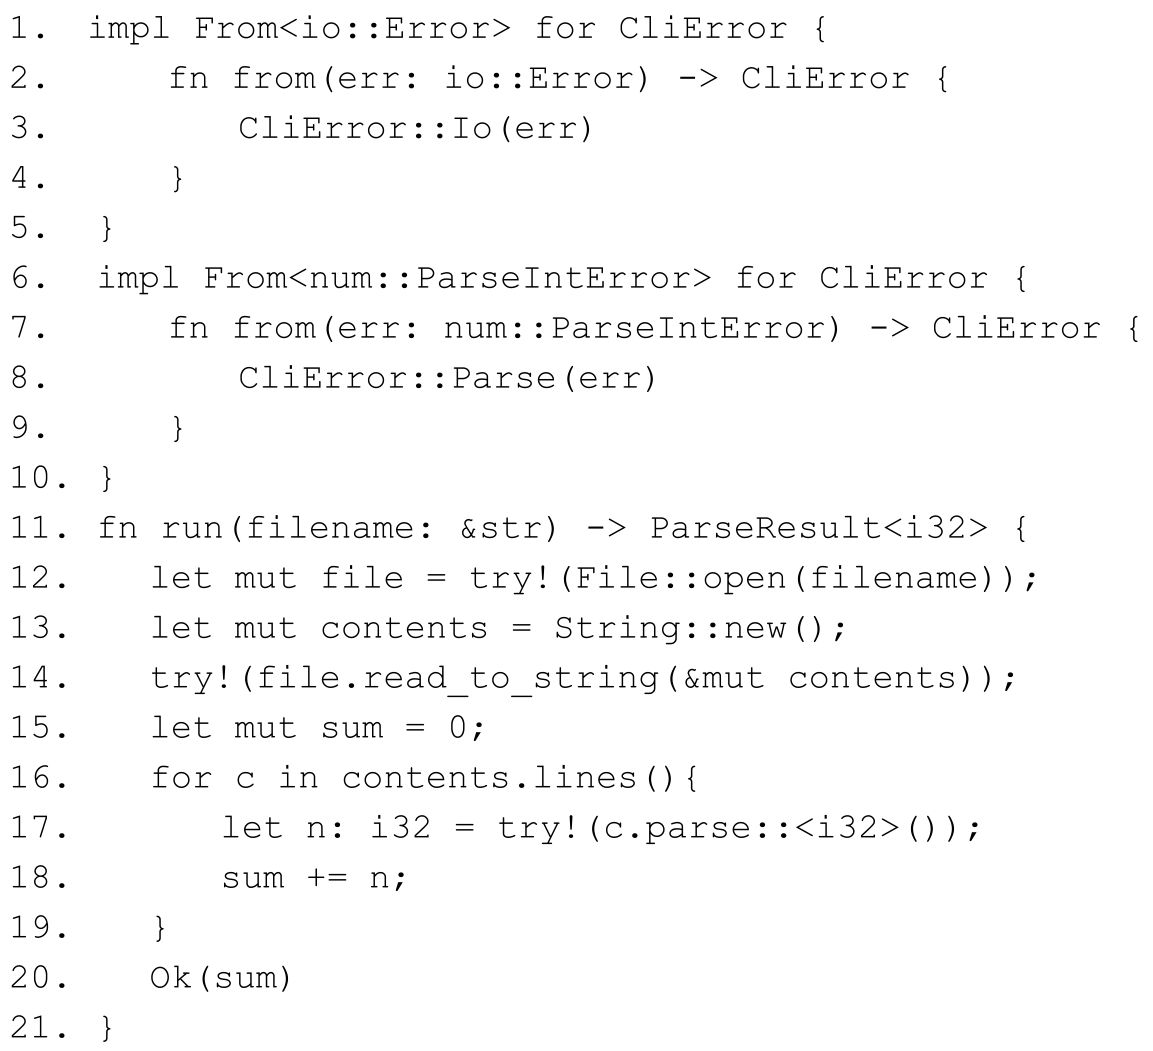 1.  impl From<io::Error> for CliError {
2.      fn from(err: io::Error) -> CliError {
3.          CliError::Io(err)
4.      }
5.  }
6.  impl From<num::ParseIntError> for CliError {
7.      fn from(err: num::ParseIntError) -> CliError {
8.          CliError::Parse(err)
9.      }
10. }
11. fn run(filename: &str) -> ParseResult<i32> {
12.    let mut file = try!(File::open(filename));
13.    let mut contents = String::new();
14.    try!(file.read_to_string(&mut contents));
15.    let mut sum = 0;
16.    for c in contents.lines(){
17.        let n: i32 = try!(c.parse::<i32>());
18.        sum += n;
19.    }
20.    Ok(sum)
21. }